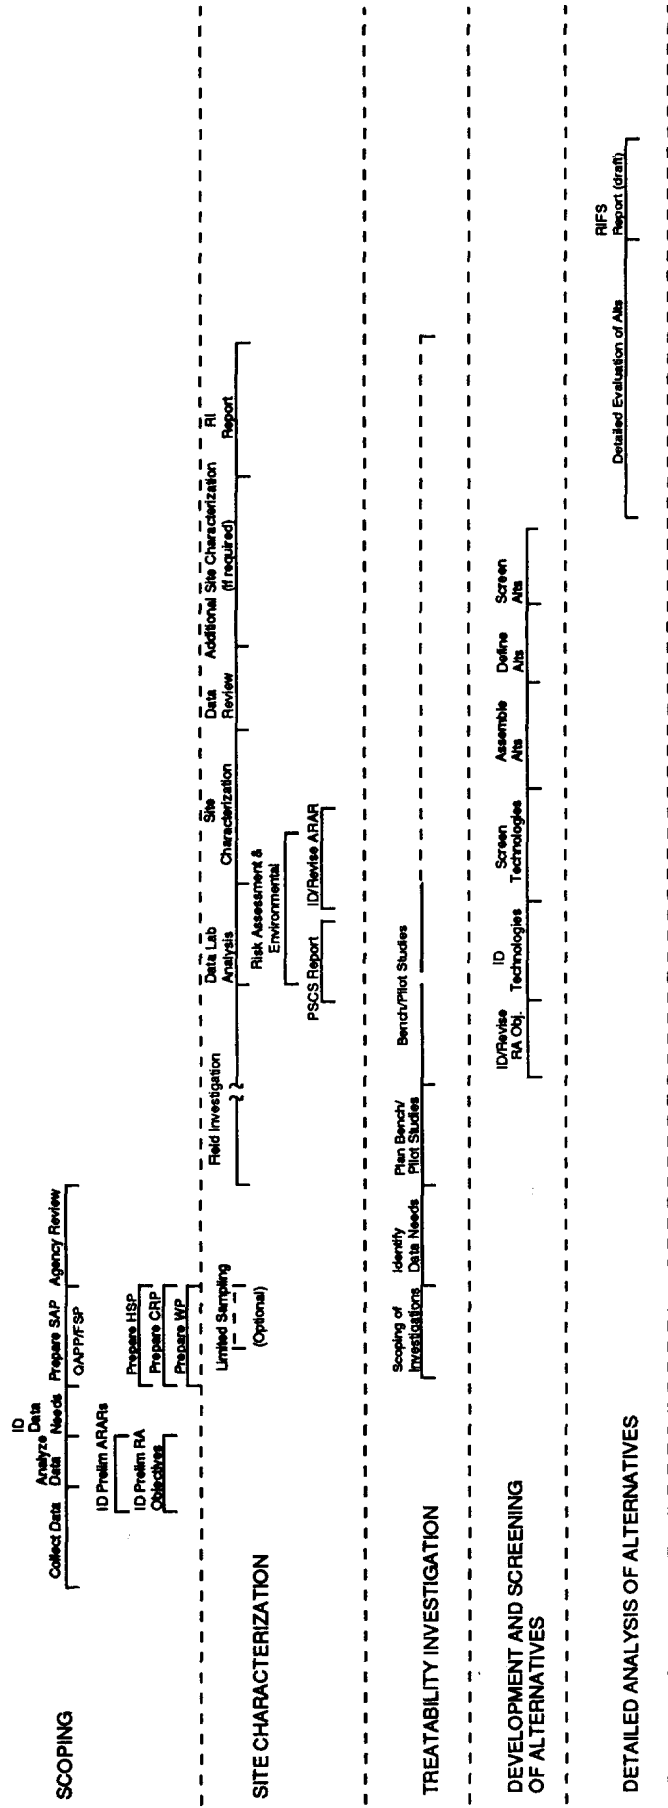 SCOPING
Collect Data
Analyze
Data
ID
Data
Needs
Prepare SAP
QAPP/FSP
Agency Review
ID Prelim ARARs
ID Prelim RA
Objectives
Prepare HSP
Prepare CRP
Prepare WP
SITE CHARACTERIZATION
Limited Sampling
(Optional)
Field Investigation
Data Lab
Analysis
Site
Characterization
Data
Review
Additional Site Characterization
(If required)
RI
Report
Risk Assessment &
Environmental
PSCS Report
ID/Revise ARAR
TREATABILITY INVESTIGATION
Scoping of
Investigations
Identify
Data Needs
Plan Bench/
Pilot Studies
Bench/Pilot Studies
DEVELOPMENT AND SCREENING
OF ALTERNATIVES
ID/Revise
RA Obj.
ID
Technologies
Screen
Technologies
Assemble
Alts
Define
Alts
Screen
Alts
DETAILED ANALYSIS OF ALTERNATIVES
Detailed Evaluation of Alts
RIFS
Report (draft)